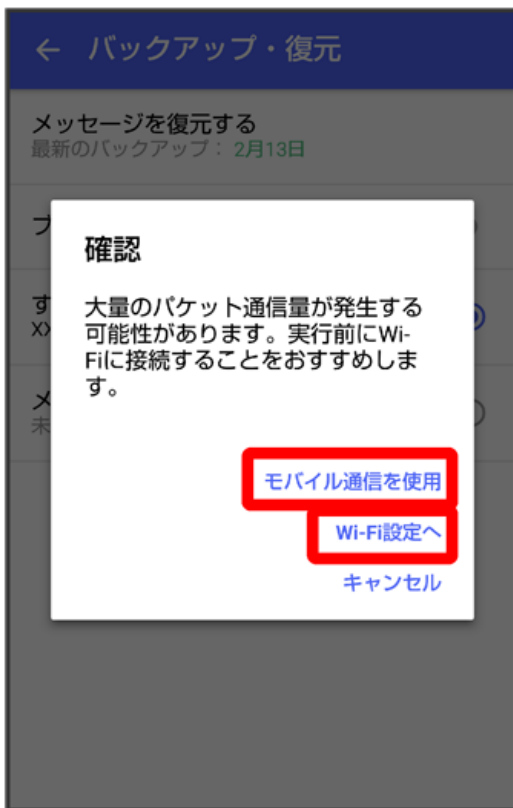 バックアップ・復元
メッセージを復元する
最新のバックアップ： 2月13日
確認
大量のパケット通信量が発生する
可能性があります。実行前にWi-
Fiに接続することをおすすめしま
す。
モバイル通信を使用
Wi-Fi設定へ
キャンセル